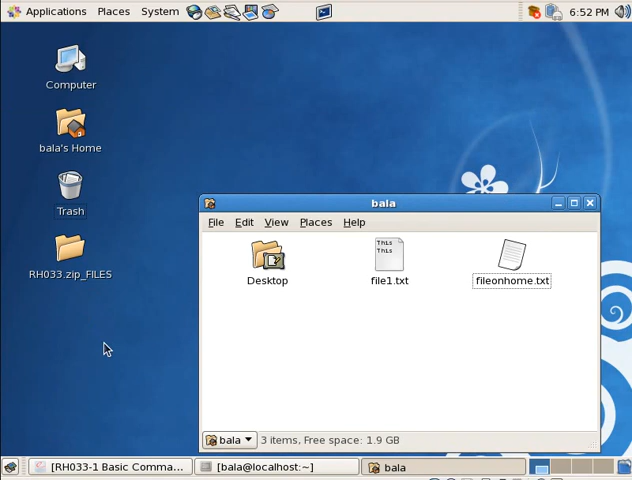 Applications Places System 6:52 PM
Computer
bala's Home
Trash
RH033.zip_FILES
bala
File Edit View Places Help
Desktop
This
This
file1.txt
fileonhome.txt
bala 3 items, Free space: 1.9 GB
[RH033-1 Basic Comma... [bala@localhost:~] bala